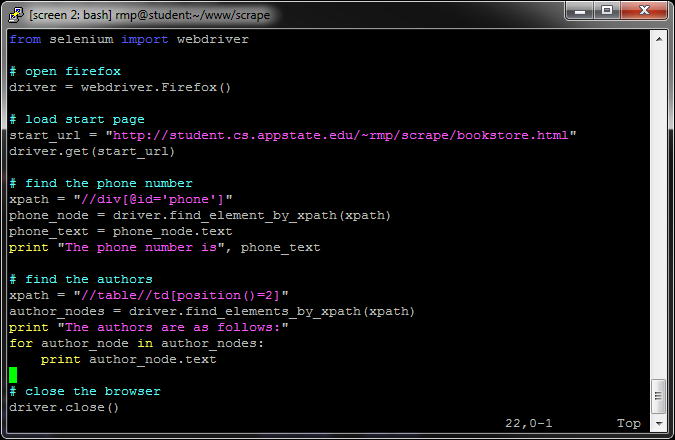 [screen 2: bash] rmp@student:~/www/scrape
from selenium import webdriver

# open firefox
driver = webdriver.Firefox()

# load start page
start_url = "http://student.cs.appstate.edu/~rmp/scrape/bookstore.html"
driver.get(start_url)

# find the phone number
xpath = "//div[@id='phone']"
phone_node = driver.find_element_by_xpath(xpath)
phone_text = phone_node.text
print "The phone number is", phone_text

# find the authors
xpath = "//table//td[position()=2]"
author_nodes = driver.find_elements_by_xpath(xpath)
print "The authors are as follows:"
for author_node in author_nodes:
    print author_node.text

# close the browser
driver.close()
22,0-1 Top